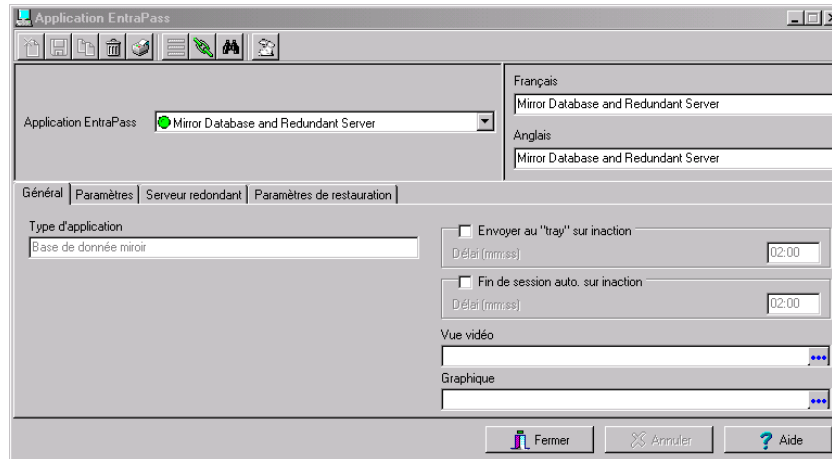 Application EntraPass
Français
Mirror Database and Redundant Server
Application EntraPass
Mirror Database and Redundant Server
Anglais
Mirror Database and Redundant Server
Général
Paramètres
Serveur redondant
Paramètres de restauration
Type d'application
Base de donnée miroir
Envoyer au "tray" sur inaction
Délai (mm:ss)
02:00
Fin de session auto. sur inaction
Délai (mm:ss)
02:00
Vue vidéo
Graphique
Fermer
Annuler
Aide